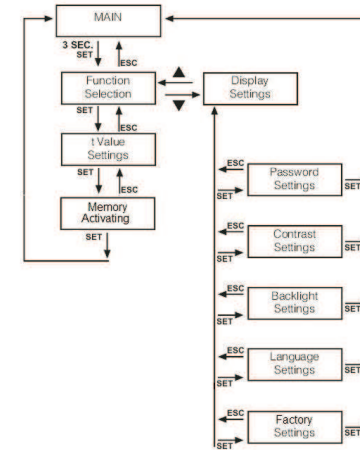 MAIN
3 SEC.
SET
ESC
Function
Selection
▲
▼
Display
Settings
SET
ESC
t Value
Settings
SET
ESC
Memory
Activating
SET
ESC
SET
Password
Settings
SET
ESC
SET
Contrast
Settings
SET
ESC
SET
Backlight
Settings
SET
ESC
SET
Language
Settings
SET
ESC
SET
Factory
Settings
SET